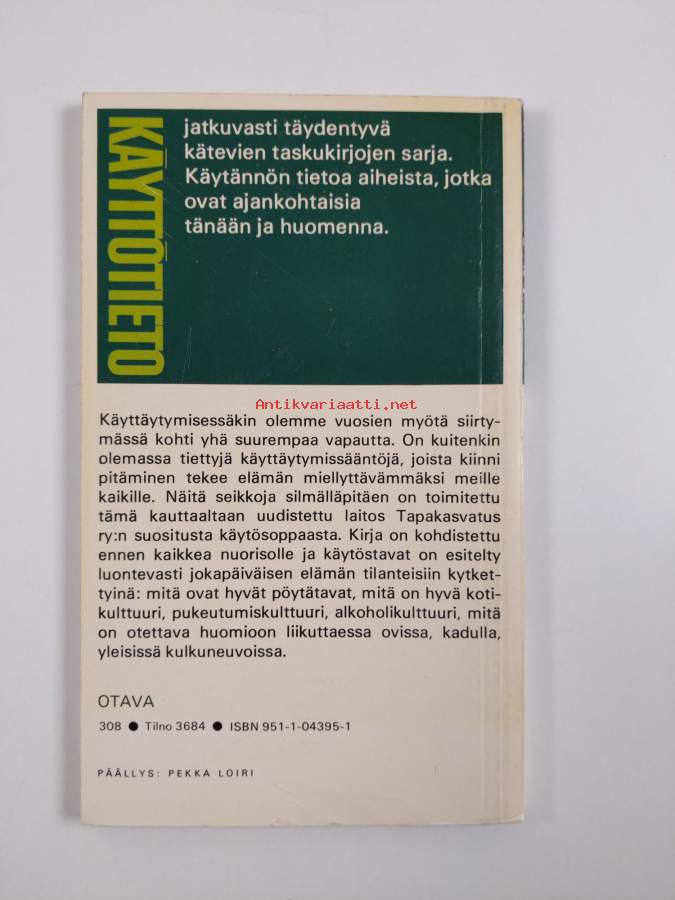 KÄYTTÖTIETO
jatkuvasti täydentyvä
kätevien taskukirjojen sarja.
Käytännön tietoa aiheista, jotka
ovat ajankohtaisia
tänään ja huomenna.
Antikvariaatti.net
Käyttäytymisessäkin olemme vuosien myötä siirty-
mässä kohti yhä suurempaa vapautta. On kuitenkin
olemassa tiettyjä käyttäytymissääntöjä, joista kiinni
pitäminen tekee elämän miellyttävämmäksi meille
kaikille. Näitä seikkoja silmälläpitäen on toimitettu
tämä kauttaaltaan uudistettu laitos Tapakasvatus
ry:n suositusta käytösoppaasta. Kirja on kohdistettu
ennen kaikkea nuorisolle ja käytöstavat on esitelty
luontevasti jokapäiväisen elämän tilanteisiin kytket-
tyinä: mitä ovat hyvät pöytätavat, mitä on hyvä koti-
kulttuuri, pukeutumiskulttuuri, alkoholikulttuuri, mitä
on otettava huomioon liikuttaessa ovissa, kadulla,
yleisissä kulkuneuvoissa.
OTAVA
308 ● Tilno 3684 ● ISBN 951-1-04395-1
PÄÄLLYS: PEKKA LOIRI